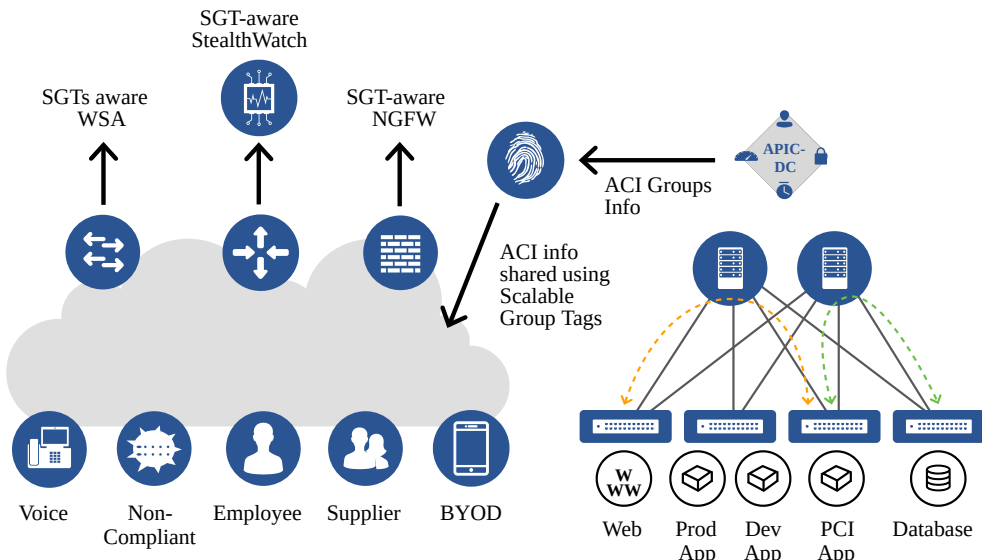 SGT-aware
StealthWatch
SGTs aware
WSA
SGT-aware
NGFW
APIC-
DC
ACI Groups
Info
ACI info
shared using
Scalable
Group Tags
Voice
Non-
Compliant
Employee
Supplier
BYOD
W
WW
Web
Prod
App
Dev
App
PCI
App
Database